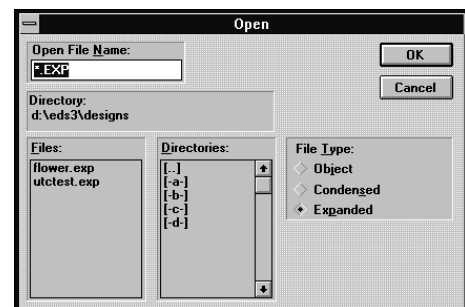 Open
Open File Name:
*.EXP
OK
Cancel
Directory:
d:\eds3\designs
Files:
flower.exp
utctest.exp
Directories:
[..]
[-a-]
[-b-]
[-c-]
[-d-]
File Type:
Object
Condensed
Expanded